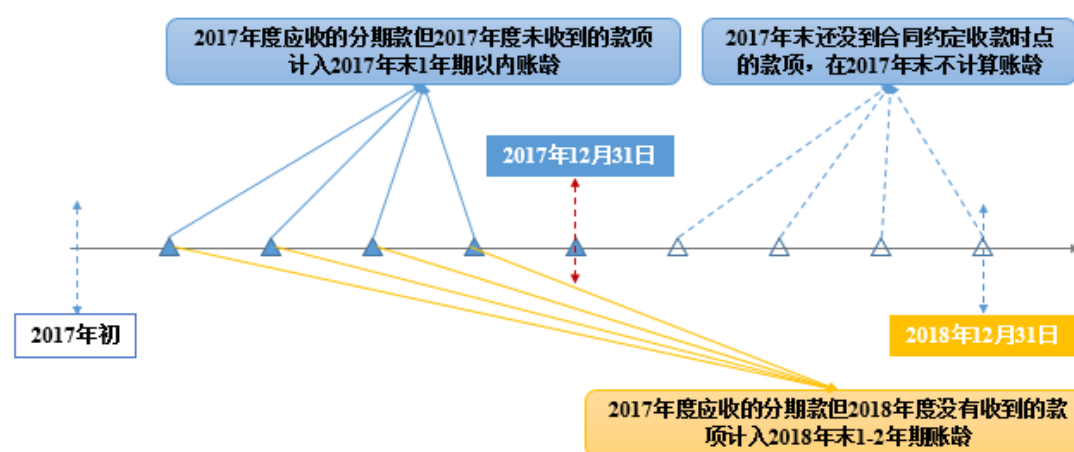 2017年度应收的分期款但2017年度未收到的款项
计入2017年末1年期以内账龄
2017年末还没到合同约定收款时点
的款项，在2017年末不计算账龄
2017年12月31日
2017年初
2018年12月31日
2017年度应收的分期款但2018年度没有收到的款
项计入2018年末1-2年期账龄